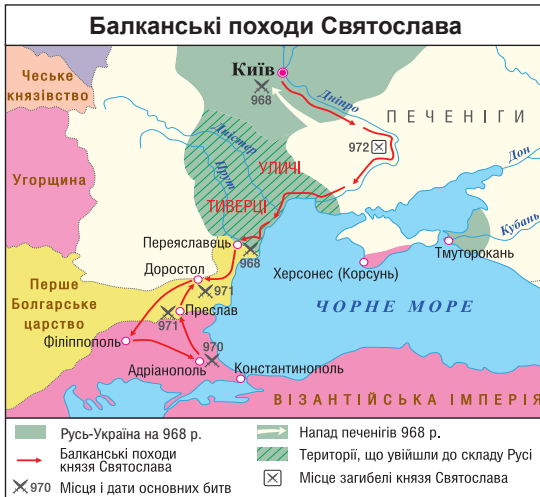 Балканські походи Святослава
Чеське
князівство
Київ
968
Дніпро
ПЕЧЕНІГИ
972
Дністер
Прут
Дон
Угорщина
УЛИЧІ
ТИВЕРЦІ
Кубань
Переяславець
968
Тмуторокань
Доростол
Херсонес (Корсунь)
971
Перше
Болгарське
царство
Преслав
971
ЧОРНЕ МОРЕ
Філіппополь
970
Адріанополь
Константинополь
ВІЗАНТІЙСЬКА ІМПЕРІЯ
Русь-Україна на 968 р.
Балканські походи
князя Святослава
970 Місця і дати основних битв
Напад печенігів 968 р.
Території, що увійшли до складу Русі
Місце загибелі князя Святослава